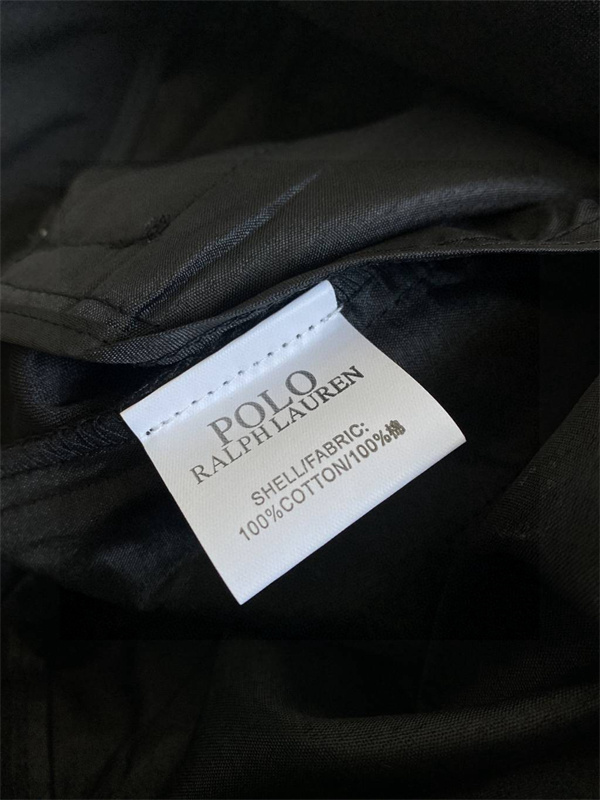 POLO
RALPH LAUREN
SHELL/FABRIC:
100%COTTON/100%棉